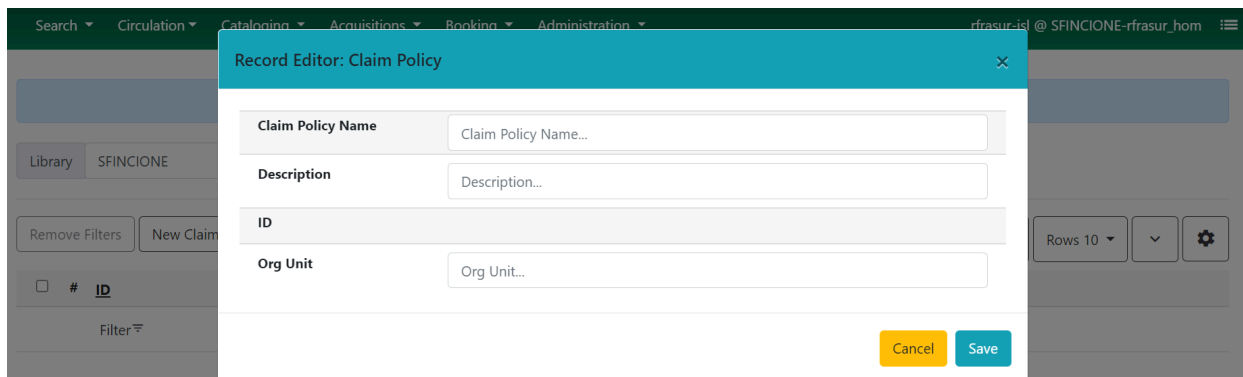 Search Circulation Cataloging Acquisitions Booking Administration rfrasur-isl @ SFINCIONE-rfrasur_hom
Record Editor: Claim Policy ×
Claim Policy Name Claim Policy Name...
Library SFINCIONE
Description Description...
ID
Remove Filters New Claim Rows 10
Org Unit Org Unit...
# ID
Filter
Cancel Save